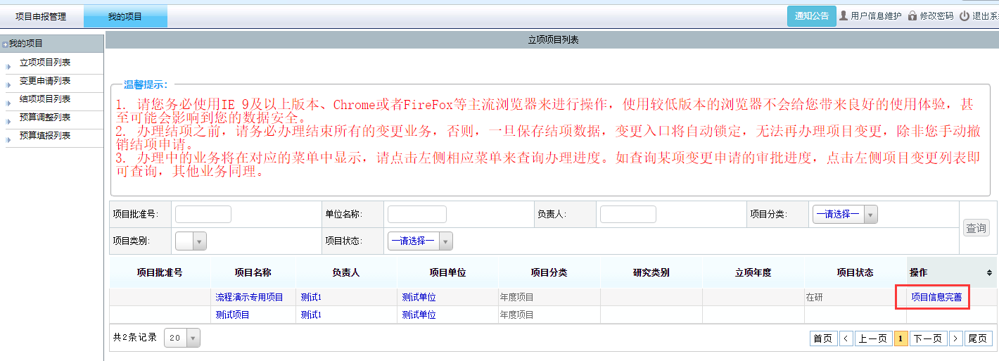 项目申报管理 我的项目 通知公告 用户信息维护 修改密码 退出系
我的项目 立项项目列表
立项项目列表
变更申请列表
结项项目列表
预算调整列表
预算填报列表
温馨提示：
1. 请您务必使用IE 9及以上版本、Chrome或者FireFox等主流浏览器来进行操作，使用较低版本的浏览器不会给您带来良好的使用体验，甚
至可能会影响到您的数据安全。
2. 办理结项之前，请务必办理结束所有的变更业务，否则，一旦保存结项数据，变更入口将自动锁定，无法再办理项目变更，除非您手动撤
销结项申请。
3. 办理中的业务将在对应的菜单中显示，请点击左侧相应菜单来查询办理进度。如查询某项变更申请的审批进度，点击左侧项目变更列表即
可查询，其他业务同理。
项目批准号： 单位名称： 负责人： 项目分类： —请选择—
查询
项目类别： 项目状态： —请选择—
项目批准号 项目名称 负责人 项目单位 项目分类 研究类别 立项年度 项目状态 操作
流程演示专用项目 测试1 测试单位 年度项目 在研 项目信息完善
测试项目 测试1 测试单位 年度项目
共2条记录 20 首页 < 上一页 1 下一页 > 尾页